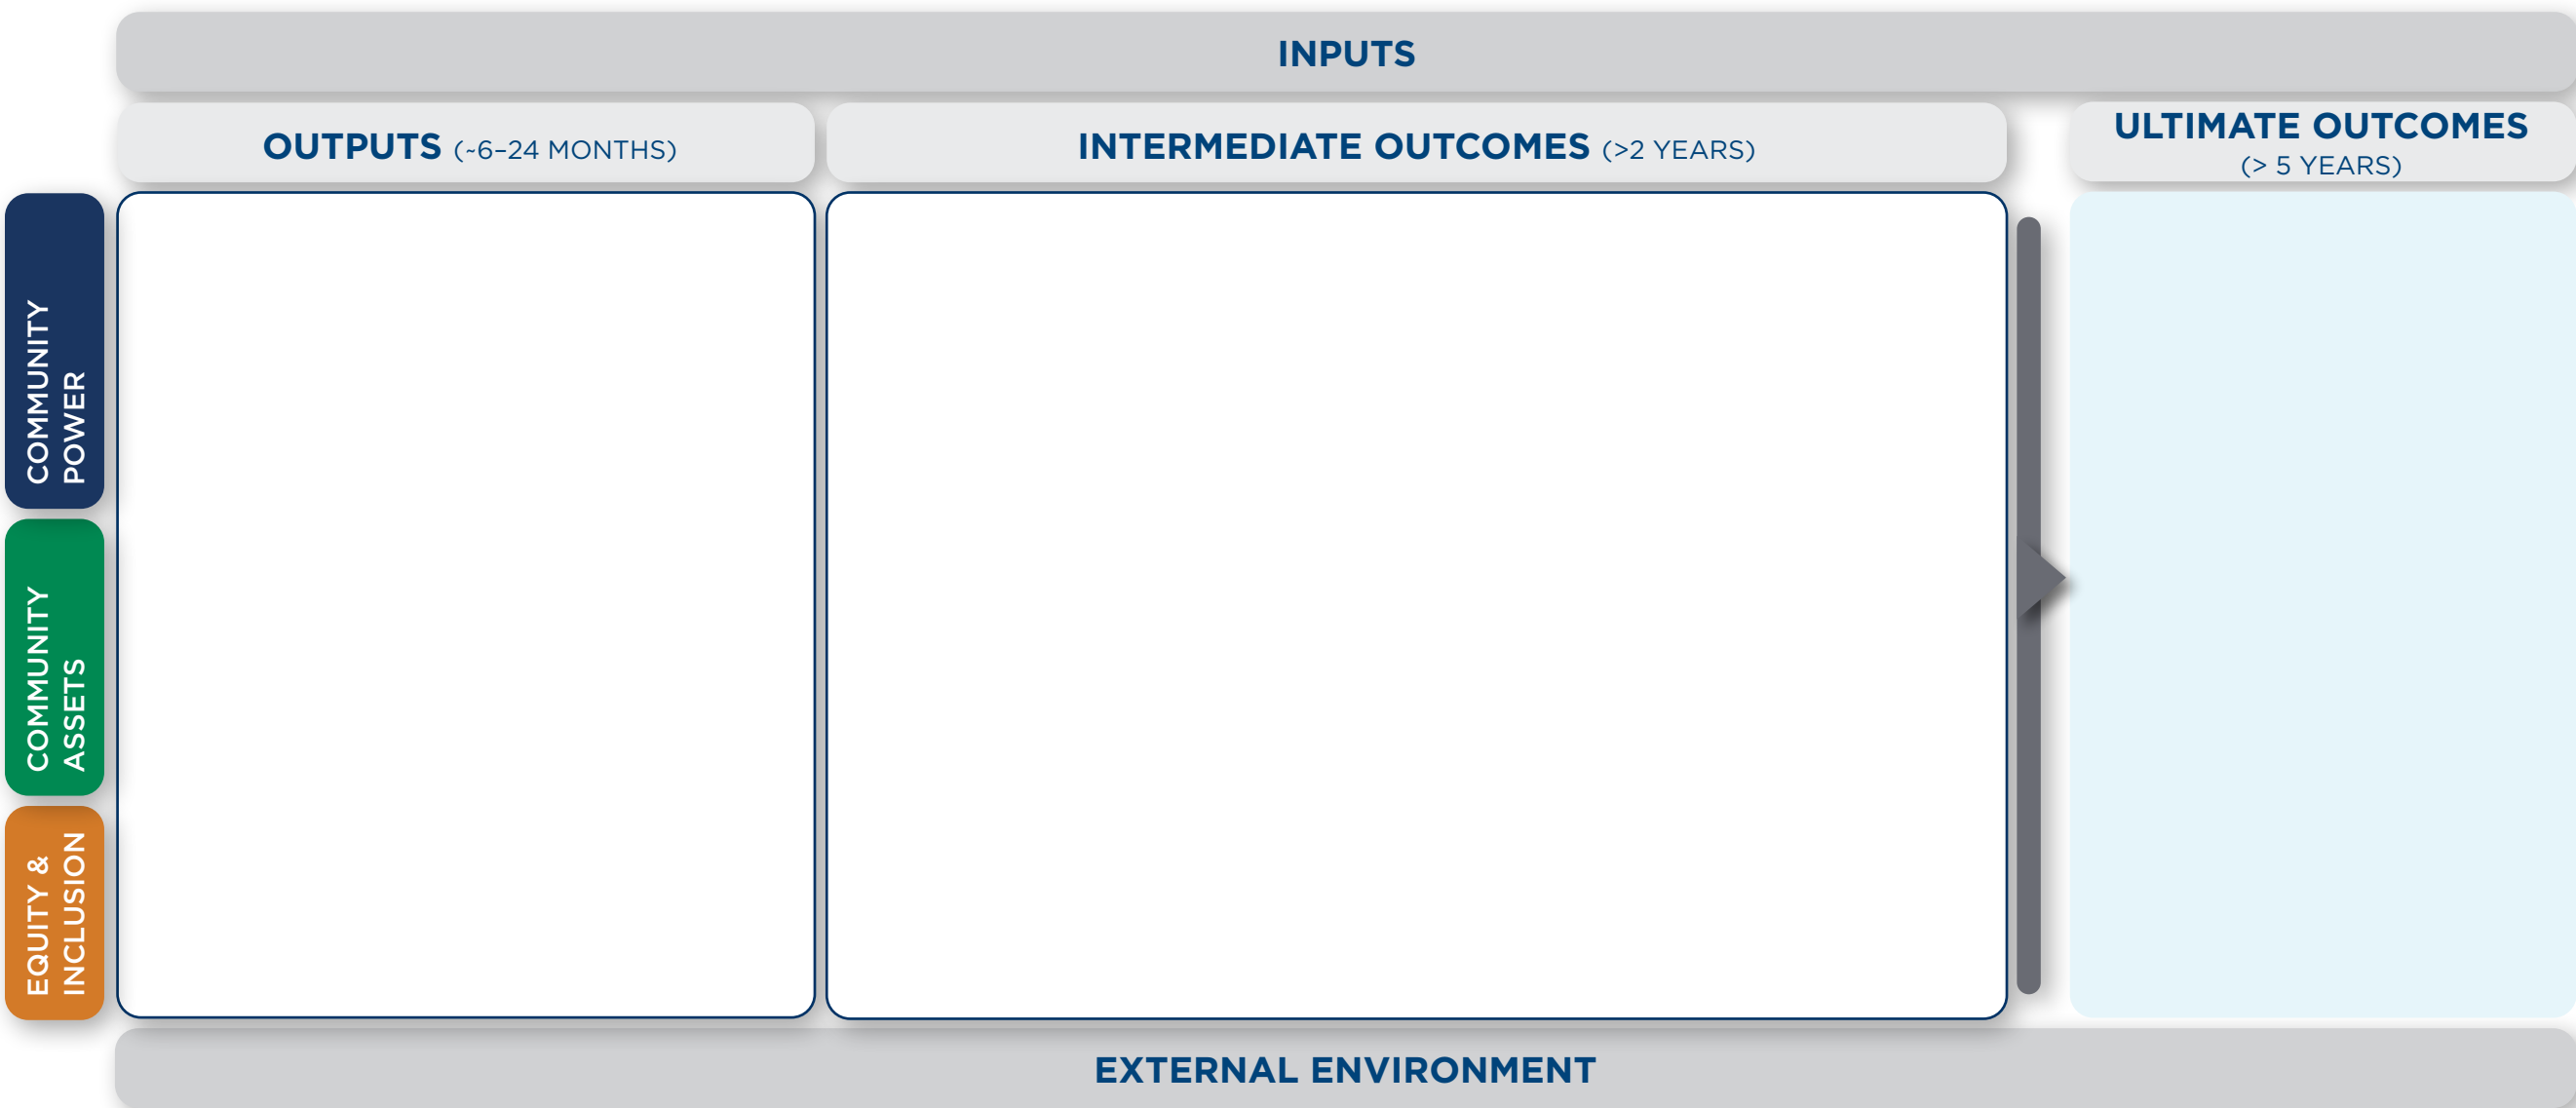 INPUTS
OUTPUTS (~6–24 MONTHS)
INTERMEDIATE OUTCOMES (>2 YEARS)
ULTIMATE OUTCOMES
(> 5 YEARS)
COMMUNITY
POWER
COMMUNITY
ASSETS
EQUITY &
INCLUSION
EXTERNAL ENVIRONMENT